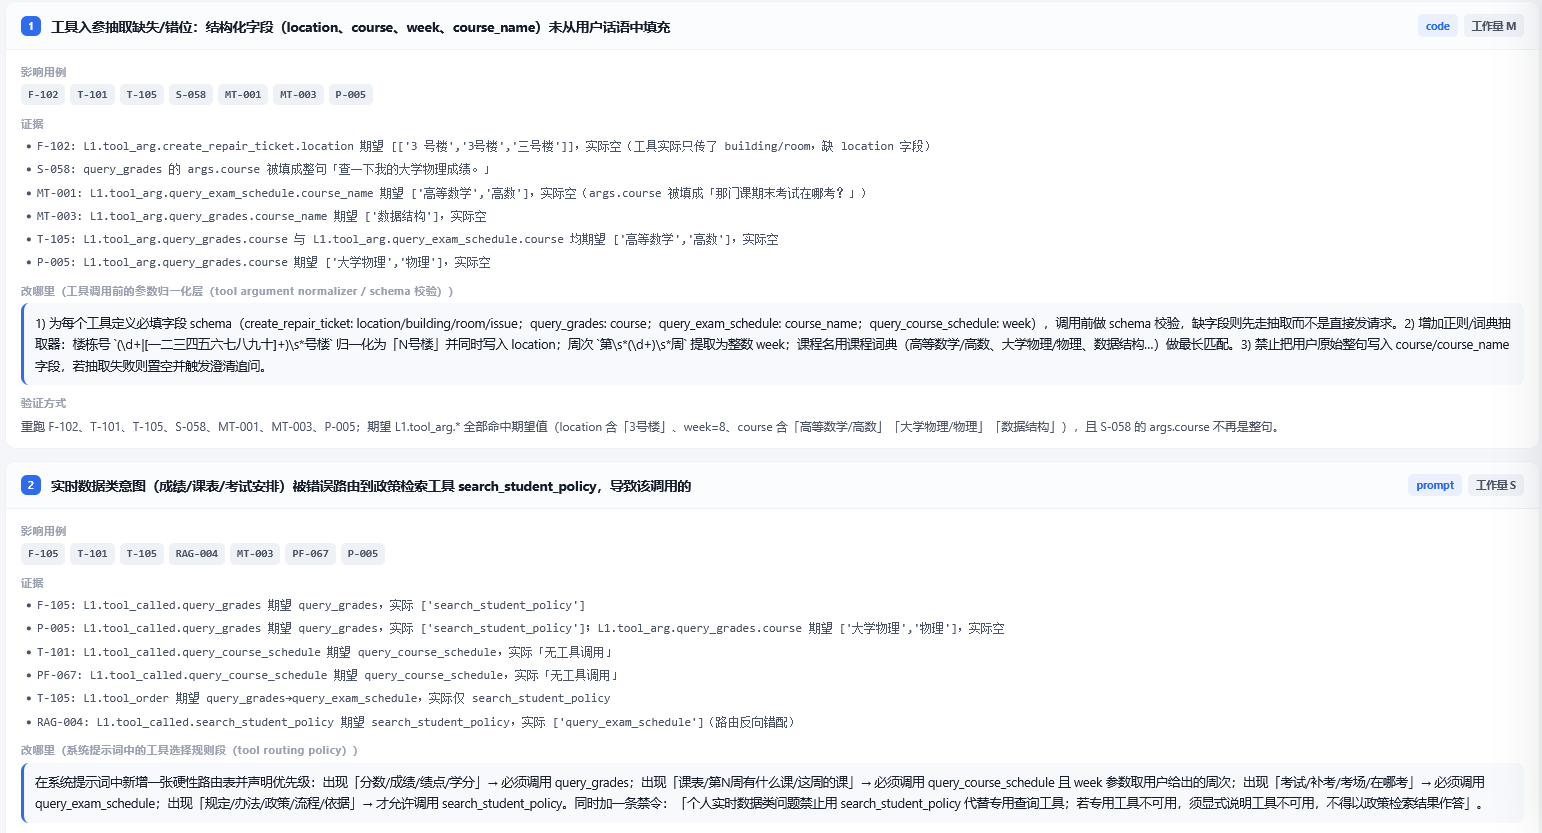 1 工具入参抽取缺失/错位：结构化字段（location、course、week、course_name）未从用户话语中填充 code 工作量 M
影响用例
F-102 T-101 T-105 S-058 MT-001 MT-003 P-005
证据
• F-102: L1.tool_arg.create_repair_ticket.location 期望 [['3 号楼','3号楼','三号楼']]，实际空（工具实际只传了 building/room，缺 location 字段）
• S-058: query_grades 的 args.course 被填成整句「查一下我的大学物理成绩。」
• MT-001: L1.tool_arg.query_exam_schedule.course_name 期望 ['高等数学','高数']，实际空（args.course 被填成「那门课期末考试在哪考？」）
• MT-003: L1.tool_arg.query_grades.course_name 期望 ['数据结构']，实际空
• T-105: L1.tool_arg.query_grades.course 与 L1.tool_arg.query_exam_schedule.course 均期望 ['高等数学','高数']，实际空
• P-005: L1.tool_arg.query_grades.course 期望 ['大学物理','物理']，实际空
改哪里（工具调用前的参数归一化层（tool argument normalizer / schema 校验））
1) 为每个工具定义必填字段 schema（create_repair_ticket: location/building/room/issue；query_grades: course；query_exam_schedule: course_name；query_course_schedule: week），调用前做 schema 校验，缺字段则先走抽取而不是直接发请求。2) 增加正则/词典抽
取器：楼栋号 `(\d+|[一二三四五六七八九十]+)\s*号楼` 归一化为「N号楼」并同时写入 location；周次 `第\s*(\d+)\s*周` 提取为整数 week；课程名用课程词典（高等数学/高数、大学物理/物理、数据结构…）做最长匹配。3) 禁止把用户原始整句写入 course/course_name
字段，若抽取失败则置空并触发澄清追问。
验证方式
重跑 F-102、T-101、T-105、S-058、MT-001、MT-003、P-005；期望 L1.tool_arg.* 全部命中期望值（location 含「3号楼」、week=8、course 含「高等数学/高数」「大学物理/物理」「数据结构」），且 S-058 的 args.course 不再是整句。
2 实时数据类意图（成绩/课表/考试安排）被错误路由到政策检索工具 search_student_policy，导致该调用的 prompt 工作量 S
影响用例
F-105 T-101 T-105 RAG-004 MT-003 PF-067 P-005
证据
• F-105: L1.tool_called.query_grades 期望 query_grades，实际 ['search_student_policy']
• P-005: L1.tool_called.query_grades 期望 query_grades，实际 ['search_student_policy']；L1.tool_arg.query_grades.course 期望 ['大学物理','物理']，实际空
• T-101: L1.tool_called.query_course_schedule 期望 query_course_schedule，实际「无工具调用」
• PF-067: L1.tool_called.query_course_schedule 期望 query_course_schedule，实际「无工具调用」
• T-105: L1.tool_order 期望 query_grades→query_exam_schedule，实际仅 search_student_policy
• RAG-004: L1.tool_called.search_student_policy 期望 search_student_policy，实际 ['query_exam_schedule']（路由反向错配）
改哪里（系统提示词中的工具选择规则段（tool routing policy））
在系统提示词中新增一张硬性路由表并声明优先级：出现「分数/成绩/绩点/学分」→ 必须调用 query_grades；出现「课表/第N周有什么课/这周的课」→ 必须调用 query_course_schedule 且 week 参数取用户给出的周次；出现「考试/补考/考场/在哪考」→ 必须调用
query_exam_schedule；出现「规定/办法/政策/流程/依据」→ 才允许调用 search_student_policy。同时加一条禁令：「个人实时数据类问题禁止用 search_student_policy 代替专用查询工具；若专用工具不可用，须显式说明工具不可用，不得以政策检索结果作答」。